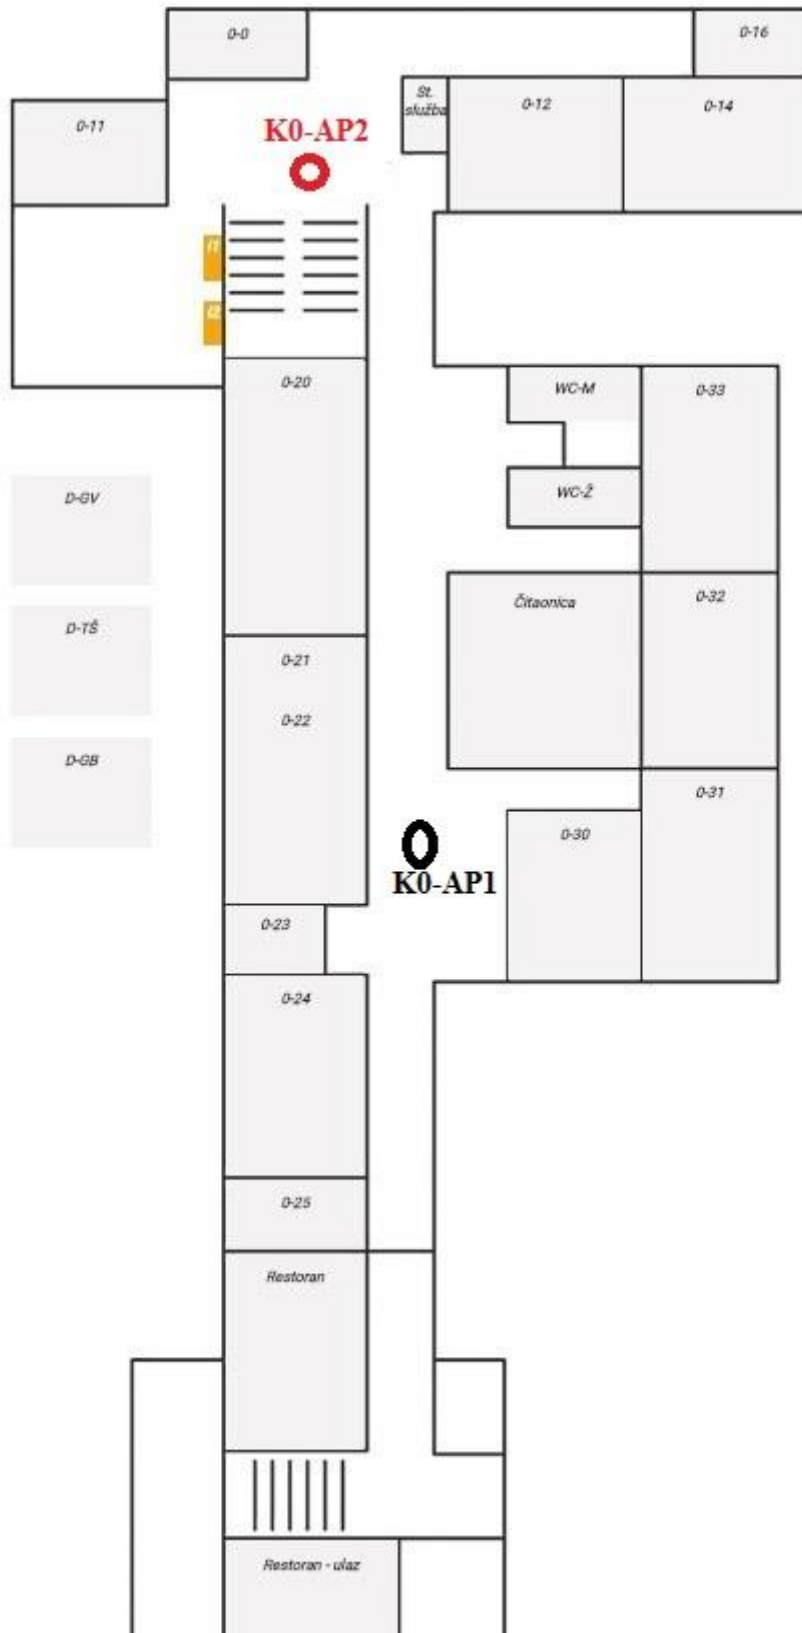 0-0
0-16
St.
služba
0-12
0-14
0-11
K0-AP2
I1
I2
0-20
WC-M
0-33
D-GV
WC-Ž
Čitaonica
0-32
D-TŠ
0-21
0-22
D-GB
0-31
0-30
K0-AP1
0-23
0-24
0-25
Restoran
Restoran - ulaz